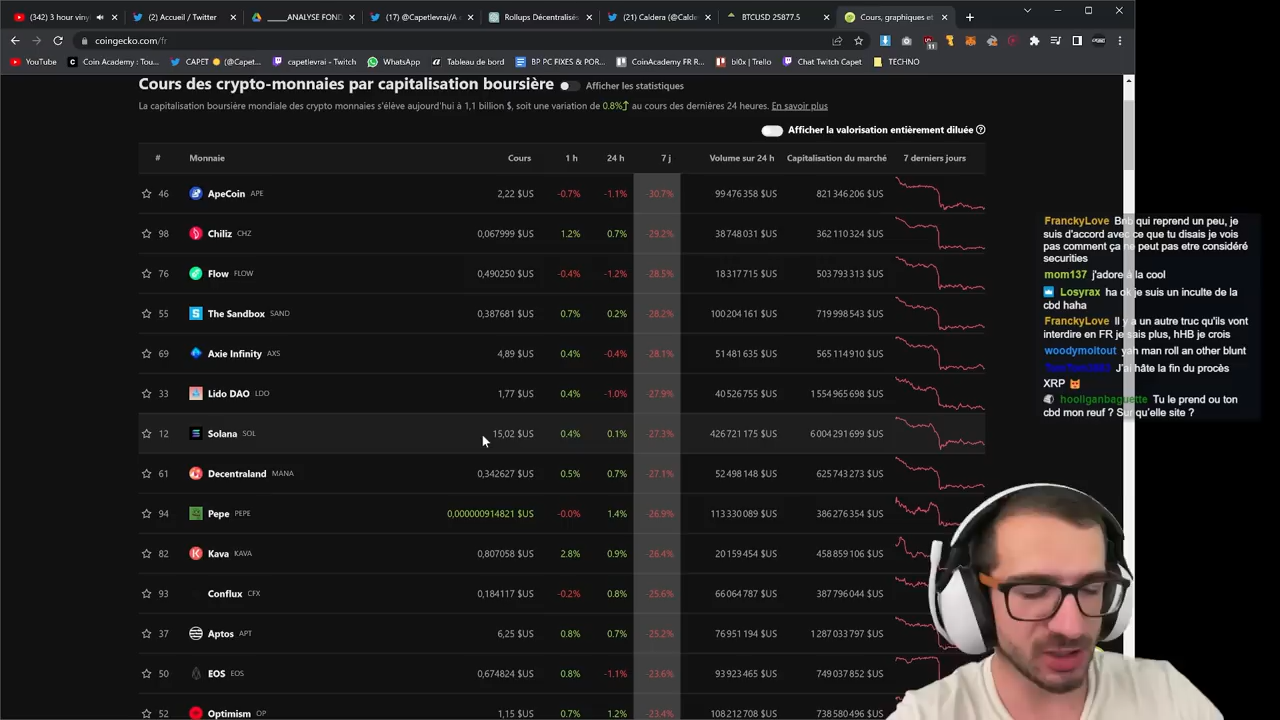 (342) 3 hour viny
(2) Accueil / Twitter
_____ANALYSE FOND
(17) @Capetlevrai/A
Rollups Décentralisés
(21) Caldera (@Calde
BTCUSD 25877.5
Cours, graphiques et
coingecko.com/fr
YouTube
Coin Academy : Tou...
CAPET (@Capet...
capetlevrai - Twitch
WhatsApp
Tableau de bord
BP PC FIXES & POR...
CoinAcademy FR R...
bl0x | Trello
Chat Twitch Capet
TECHNO
Cours des crypto-monnaies par capitalisation boursière
Afficher les statistiques
La capitalisation boursière mondiale des crypto monnaies s'élève aujourd'hui à 1,1 billion $, soit une variation de 0.8% au cours des dernières 24 heures. En savoir plus
Afficher la valorisation entièrement diluée
# Monnaie Cours 1 h 24 h 7 j Volume sur 24 h Capitalisation du marché 7 derniers jours
46 ApeCoin APE 2,22 $US -0.7% -1.1% -30.7% 99 476 358 $US 821 346 206 $US
98 Chiliz CHZ 0,067999 $US 1.2% 0.7% -29.2% 38 748 031 $US 362 110 324 $US
76 Flow FLOW 0,490250 $US -0.4% -1.2% -28.5% 18 317 715 $US 503 793 313 $US
55 The Sandbox SAND 0,387681 $US 0.7% 0.2% -28.2% 100 204 161 $US 719 998 543 $US
69 Axie Infinity AXS 4,89 $US 0.4% -0.4% -28.1% 51 481 635 $US 565 114 910 $US
33 Lido DAO LDO 1,77 $US 0.4% -1.0% -27.9% 40 526 755 $US 1 554 965 698 $US
12 Solana SOL 15,02 $US 0.4% 0.1% -27.3% 426 721 175 $US 6 004 291 699 $US
61 Decentraland MANA 0,342627 $US 0.5% 0.7% -27.1% 52 498 148 $US 625 743 273 $US
94 Pepe PEPE 0,000000914821 $US -0.0% 1.4% -26.9% 113 330 089 $US 386 276 354 $US
82 Kava KAVA 0,807058 $US 2.8% 0.9% -26.4% 20 159 454 $US 458 859 106 $US
93 Conflux CFX 0,184117 $US -0.2% 0.8% -25.6% 66 064 787 $US 387 796 044 $US
37 Aptos APT 6,25 $US 0.8% 0.7% -25.2% 76 951 194 $US 1 287 033 797 $US
50 EOS EOS 0,674824 $US 0.8% -1.1% -23.6% 93 923 465 $US 749 037 852 $US
52 Optimism OP 1,15 $US 0.7% 1.2% -23.4% 108 212 708 $US 738 580 496 $US
FranckyLove Bnb qui reprend un peu, je
suis d'accord avec ce que tu disais je vois
pas comment ça ne peut pas etre considéré
securities
mom137 j'adore à la cool
Losyrax ha ok je suis un inculte de la
cbd haha
FranckyLove Il y a un autre truc qu'ils vont
interdire en FR je sais plus, hHB je crois
woodymoitout yah man roll an other blunt
J'ai hâte la fin du procès
XRP
hooliganbaguette Tu le prend ou ton
cbd mon reuf ? Sur qu'elle site ?